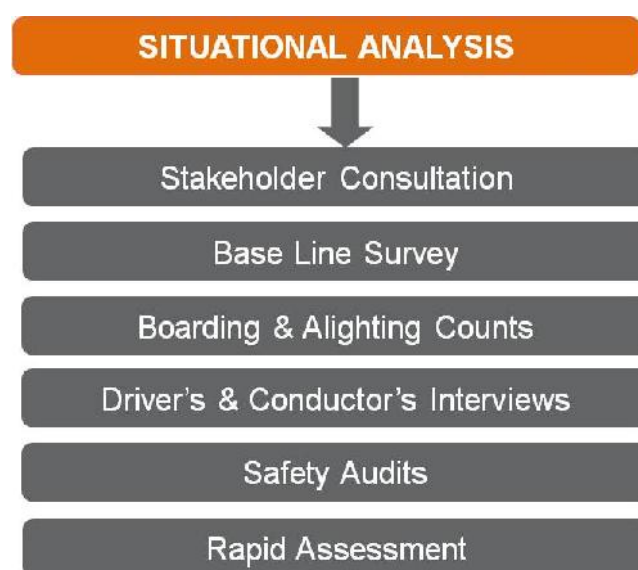 SITUATIONAL ANALYSIS
Stakeholder Consultation
Base Line Survey
Boarding & Alighting Counts
Driver's & Conductor's Interviews
Safety Audits
Rapid Assessment